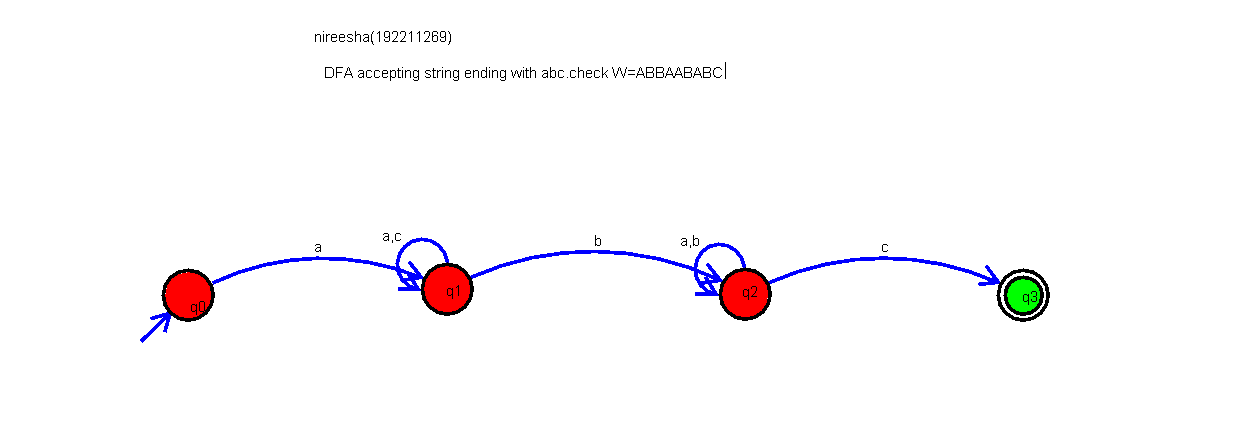 nireesha(192211269)
DFA accepting string ending with abc.check W=ABBAABABC
a
a,c
b
a,b
c
q0
q1
q2
q3